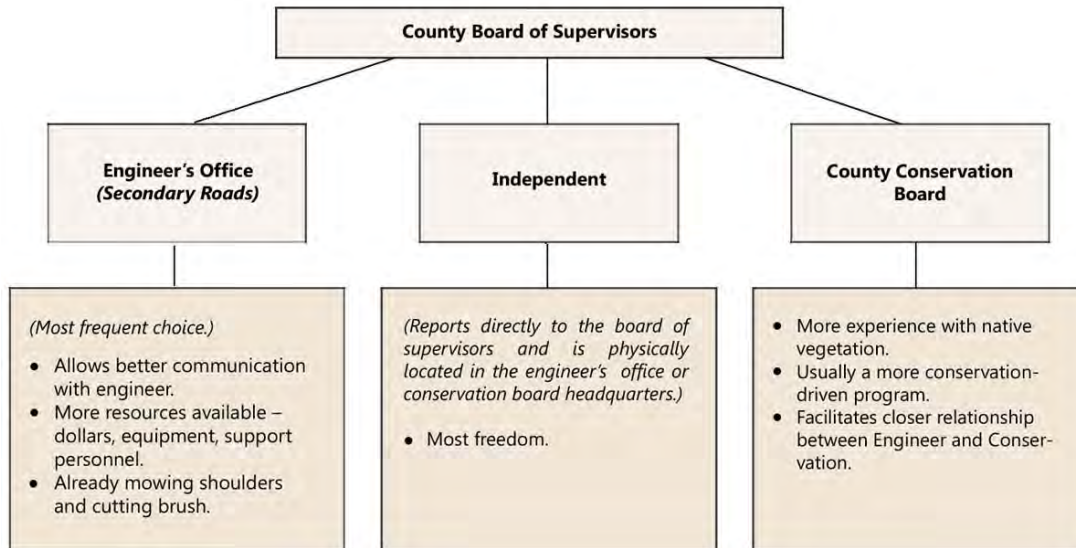 County Board of Supervisors
Engineer’s Office
(Secondary Roads)
Independent
County Conservation
Board
(Most frequent choice.)
• Allows better communication
with engineer.
• More resources available –
dollars, equipment, support
personnel.
• Already mowing shoulders
and cutting brush.
(Reports directly to the board of
supervisors and is physically
located in the engineer’s office or
conservation board headquarters.)
• Most freedom.
• More experience with native
vegetation.
• Usually a more conservation-
driven program.
• Facilitates closer relationship
between Engineer and Conser-
vation.